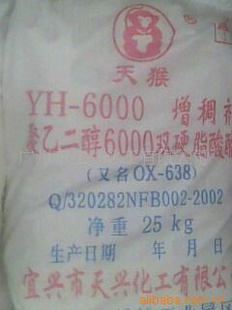 天猴
YH-6000 增稠
聚乙二醇6000双硬脂酸酯
(又名OX-638)
Q/320282NFB002-2002
净重 25 kg
生产日期 年 月 日
宜兴市天兴化工有限公